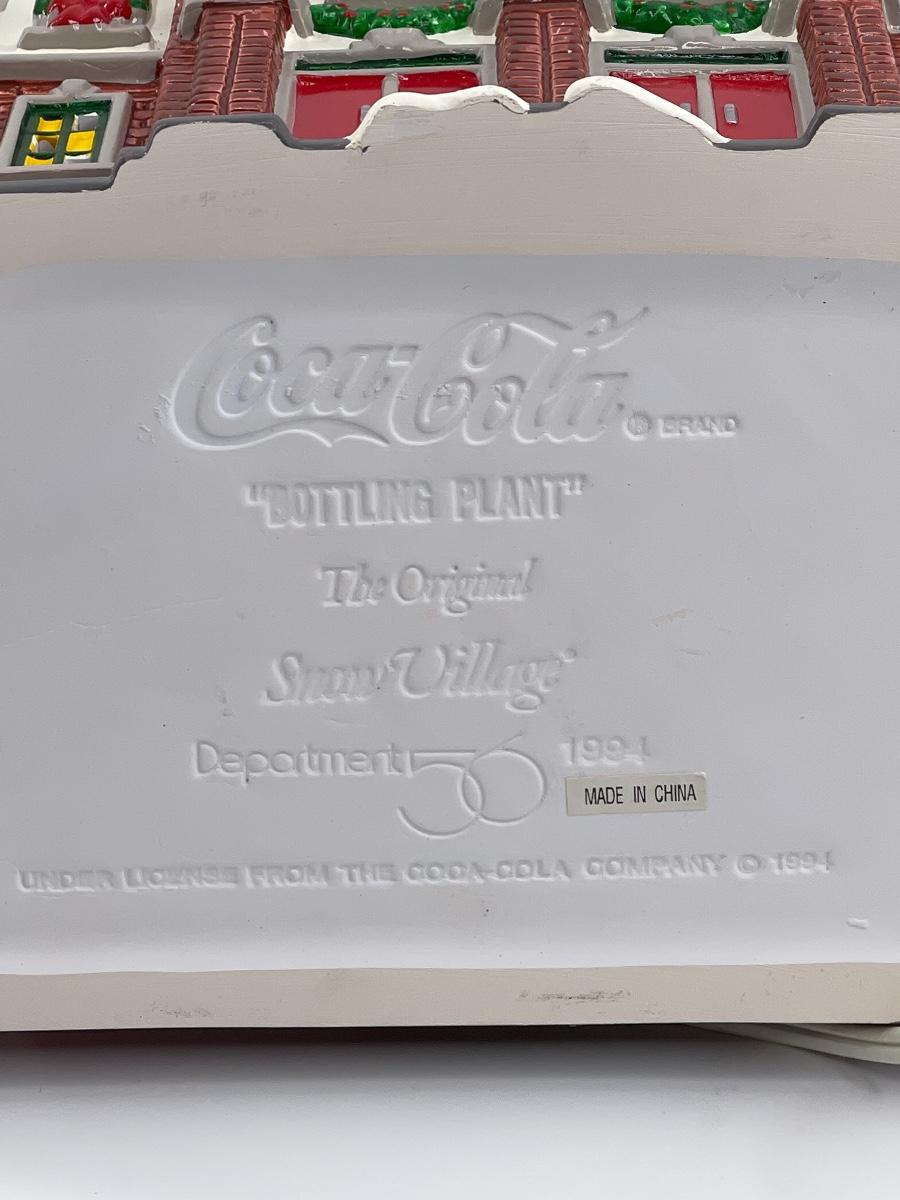 Coca-Cola ® BRAND
"BOTTLING PLANT"
The Original
Snow Village®
Department 56 1994
MADE IN CHINA
UNDER LICENSE FROM THE COCA-COLA COMPANY © 1994